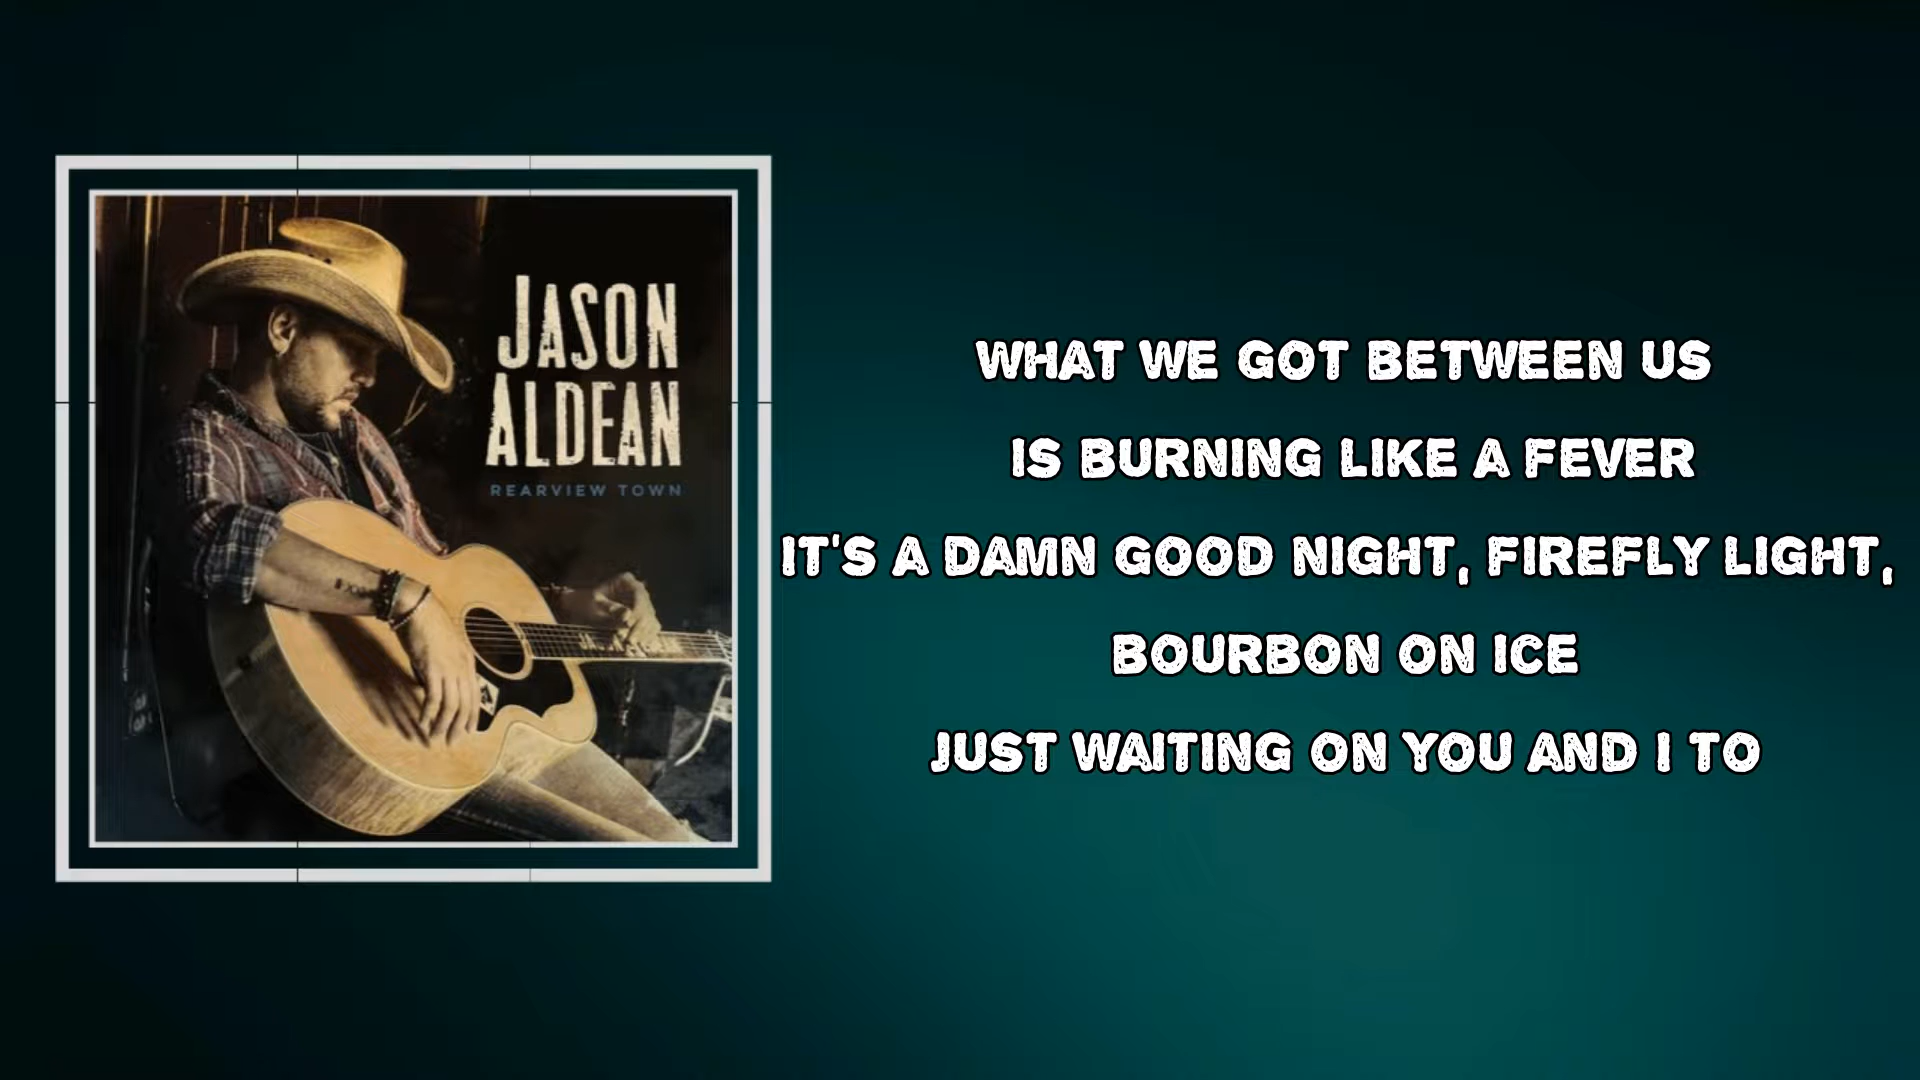 JASON
ALDEAN
REARVIEW TOWN
WHAT WE GOT BETWEEN US
IS BURNING LIKE A FEVER
IT'S A DAMN GOOD NIGHT, FIREFLY LIGHT,
BOURBON ON ICE
JUST WAITING ON YOU AND I TO